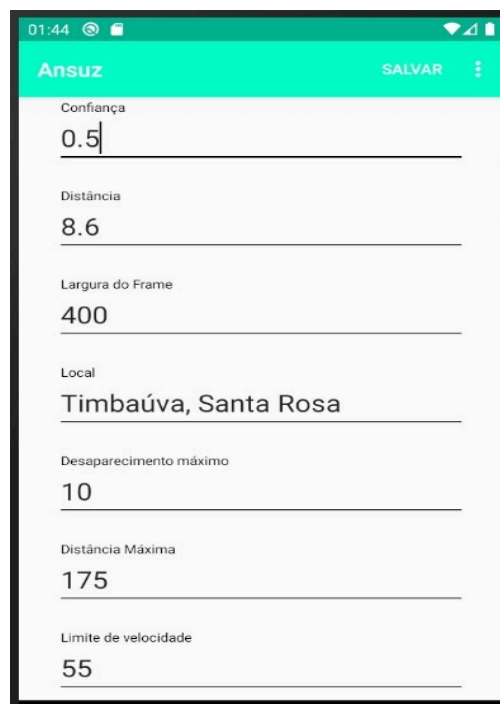 01:44
Ansuz SALVAR
Confiança
0.5
Distância
8.6
Largura do Frame
400
Local
Timbaúva, Santa Rosa
Desaparecimento máximo
10
Distância Máxima
175
Limite de velocidade
55